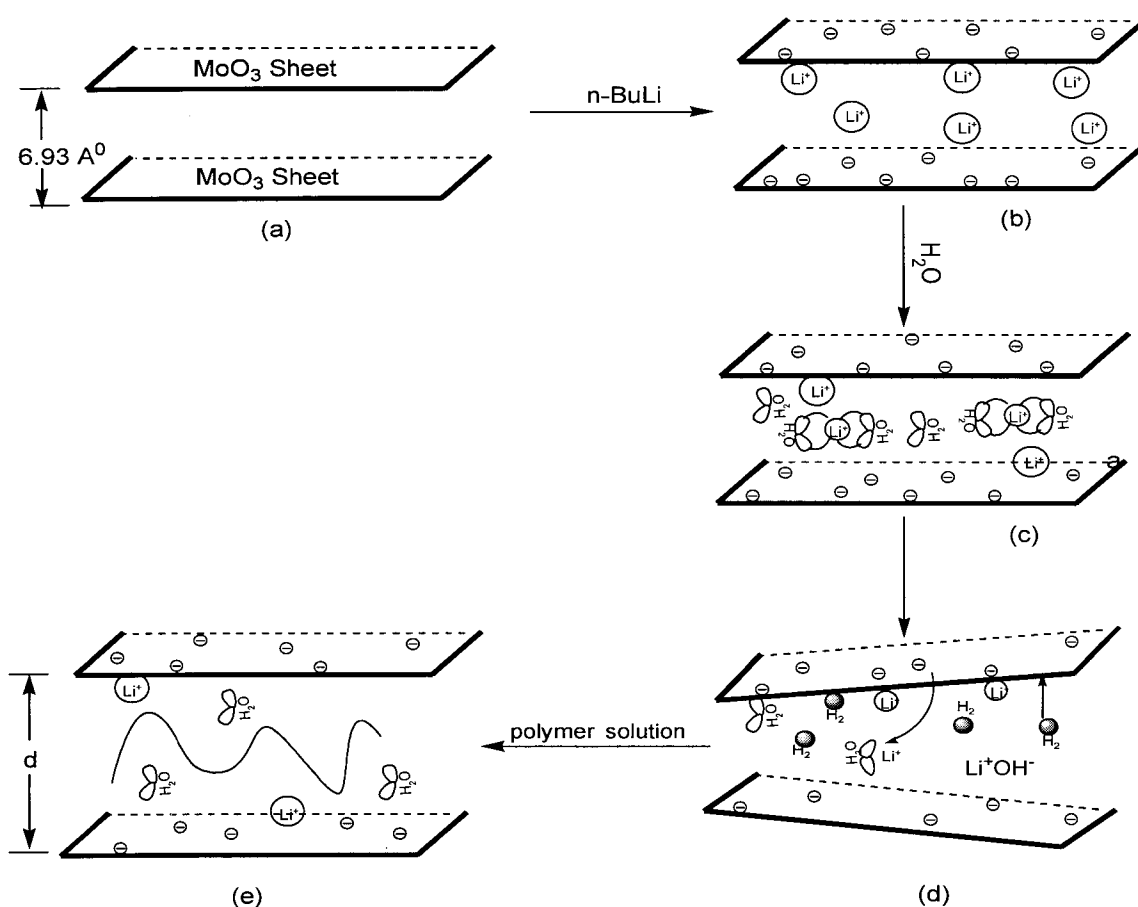 MoO₃ Sheet
6.93 A⁰
MoO₃ Sheet
(a)
n-BuLi
⊖ ⊖ ⊖ ⊖ ⊖ ⊖
Li⁺ Li⁺ Li⁺
Li⁺ Li⁺ Li⁺
⊖ ⊖ ⊖ ⊖ ⊖ ⊖ ⊖ ⊖
(b)
H₂O
⊖ ⊖ ⊖ ⊖ ⊖ ⊖ ⊖
Li⁺
H₂O H₂O Li⁺ H₂O H₂O H₂O Li⁺ H₂O
Li⁺ a
⊖ ⊖ ⊖ ⊖ ⊖ ⊖ ⊖ ⊖
(c)
⊖ ⊖ ⊖ ⊖ ⊖ ⊖
H₂O H₂ Li Li
H₂ H₂O Li⁺ H₂ H₂
Li⁺OH⁻
⊖ ⊖ ⊖ ⊖ ⊖
(d)
polymer solution
⊖ ⊖ ⊖ ⊖ ⊖ ⊖
Li⁺ H₂O
d
H₂O H₂O
Li⁺
⊖ ⊖ ⊖ ⊖ ⊖
(e)